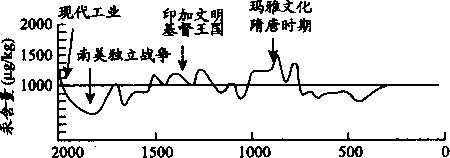 汞含量 (μg/kg)
2000
1000
现代工业
南美独立战争
印加文明
基督王国
玛雅文化
隋唐时期
2000 1500 1000 500 0